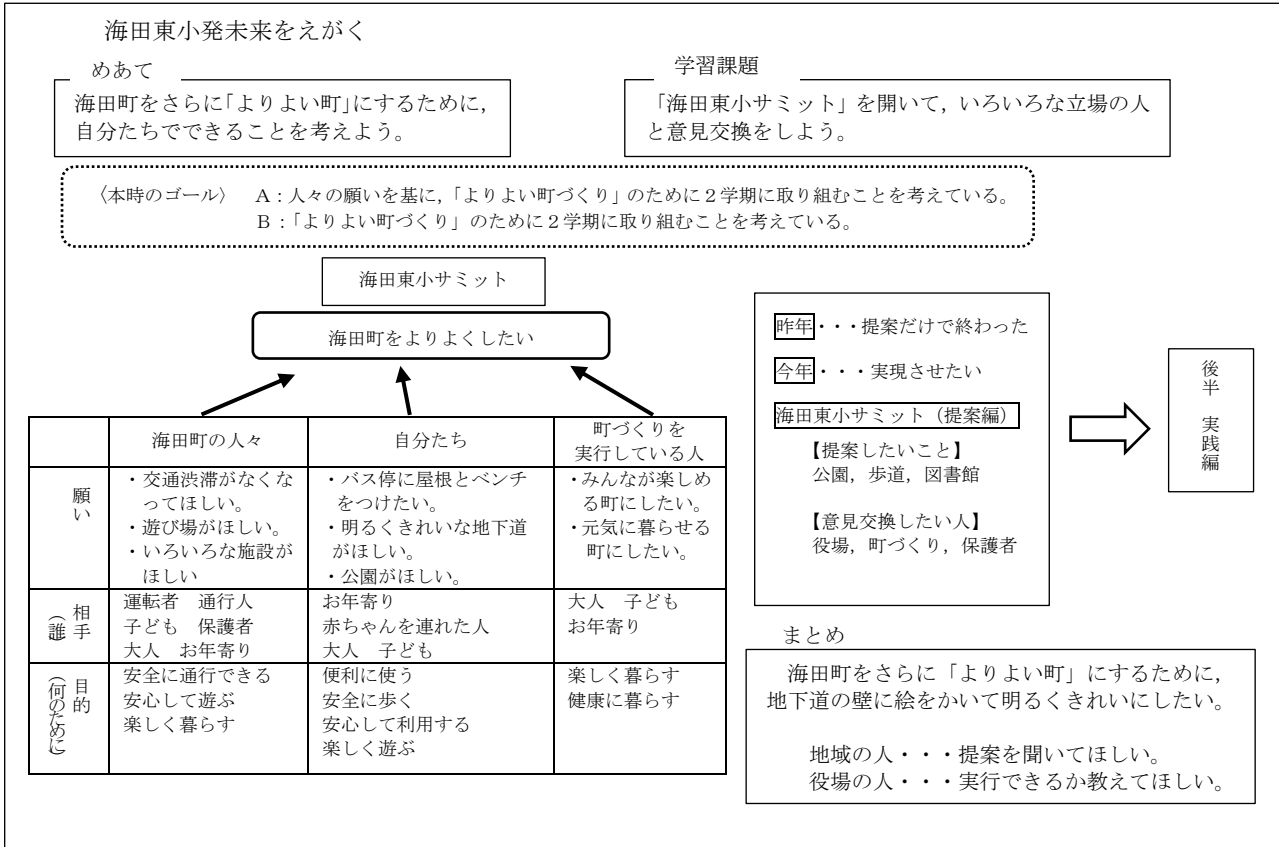 海田東小発未来をえがく
めあて
海田町をさらに「よりよい町」にするために,
自分たちでできることを考えよう。
学習課題
「海田東小サミット」を開いて, いろいろな立場の人
と意見交換をしよう。
〈本時のゴール〉 A:人々の願いを基に,「よりよい町づくり」のために2学期に取り組むことを考えている。
B:「よりよい町づくり」のために2学期に取り組むことを考えている。
海田東小サミット
海田町をよりよくしたい
海田町の人々
自分たち
町づくりを
実行している人
願い
・交通渋滞がなくな
ってほしい。
・遊び場がほしい。
・いろいろな施設が
ほしい
・バス停に屋根とベンチ
をつけたい。
・明るくきれいな地下道
がほしい。
・公園がほしい。
・みんなが楽しめ
る町にしたい。
・元気に暮らせる
町にしたい。
相手
(誰)
運転者 通行人
子ども 保護者
大人 お年寄り
お年寄り
赤ちゃんを連れた人
大人 子ども
大人 子ども
お年寄り
目的
(何のために)
安全に通行できる
安心して遊ぶ
楽しく暮らす
便利に使う
安全に歩く
安心して利用する
楽しく遊ぶ
楽しく暮らす
健康に暮らす
昨年・・・提案だけで終わった
今年・・・実現させたい
海田東小サミット(提案編)
【提案したいこと】
公園, 歩道, 図書館
【意見交換したい人】
役場, 町づくり, 保護者
後半 実践編
まとめ
海田町をさらに「よりよい町」にするために,
地下道の壁に絵をかいて明るくきれいにしたい。
地域の人・・・提案を聞いてほしい。
役場の人・・・実行できるか教えてほしい。